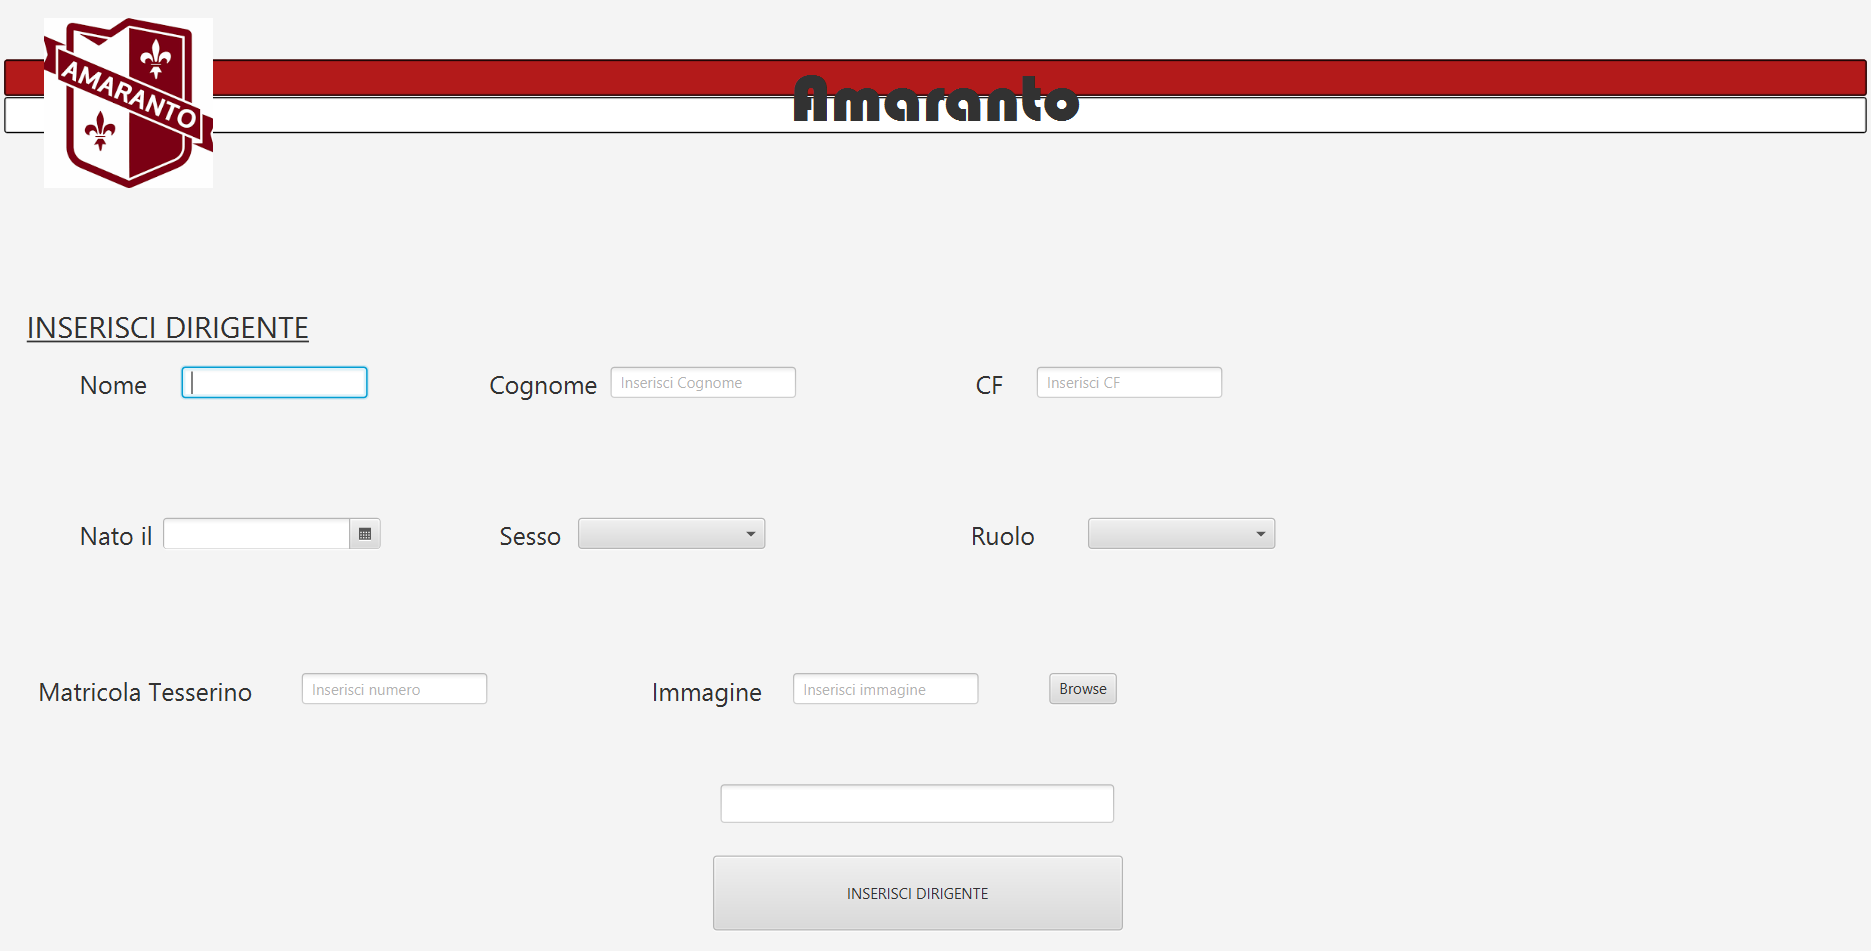 AMARANTO
Amaranto
INSERISCI DIRIGENTE
Nome Cognome Inserisci Cognome CF Inserisci CF
Nato il Sesso Ruolo
Matricola Tesserino Inserisci numero Immagine Inserisci immagine Browse
INSERISCI DIRIGENTE